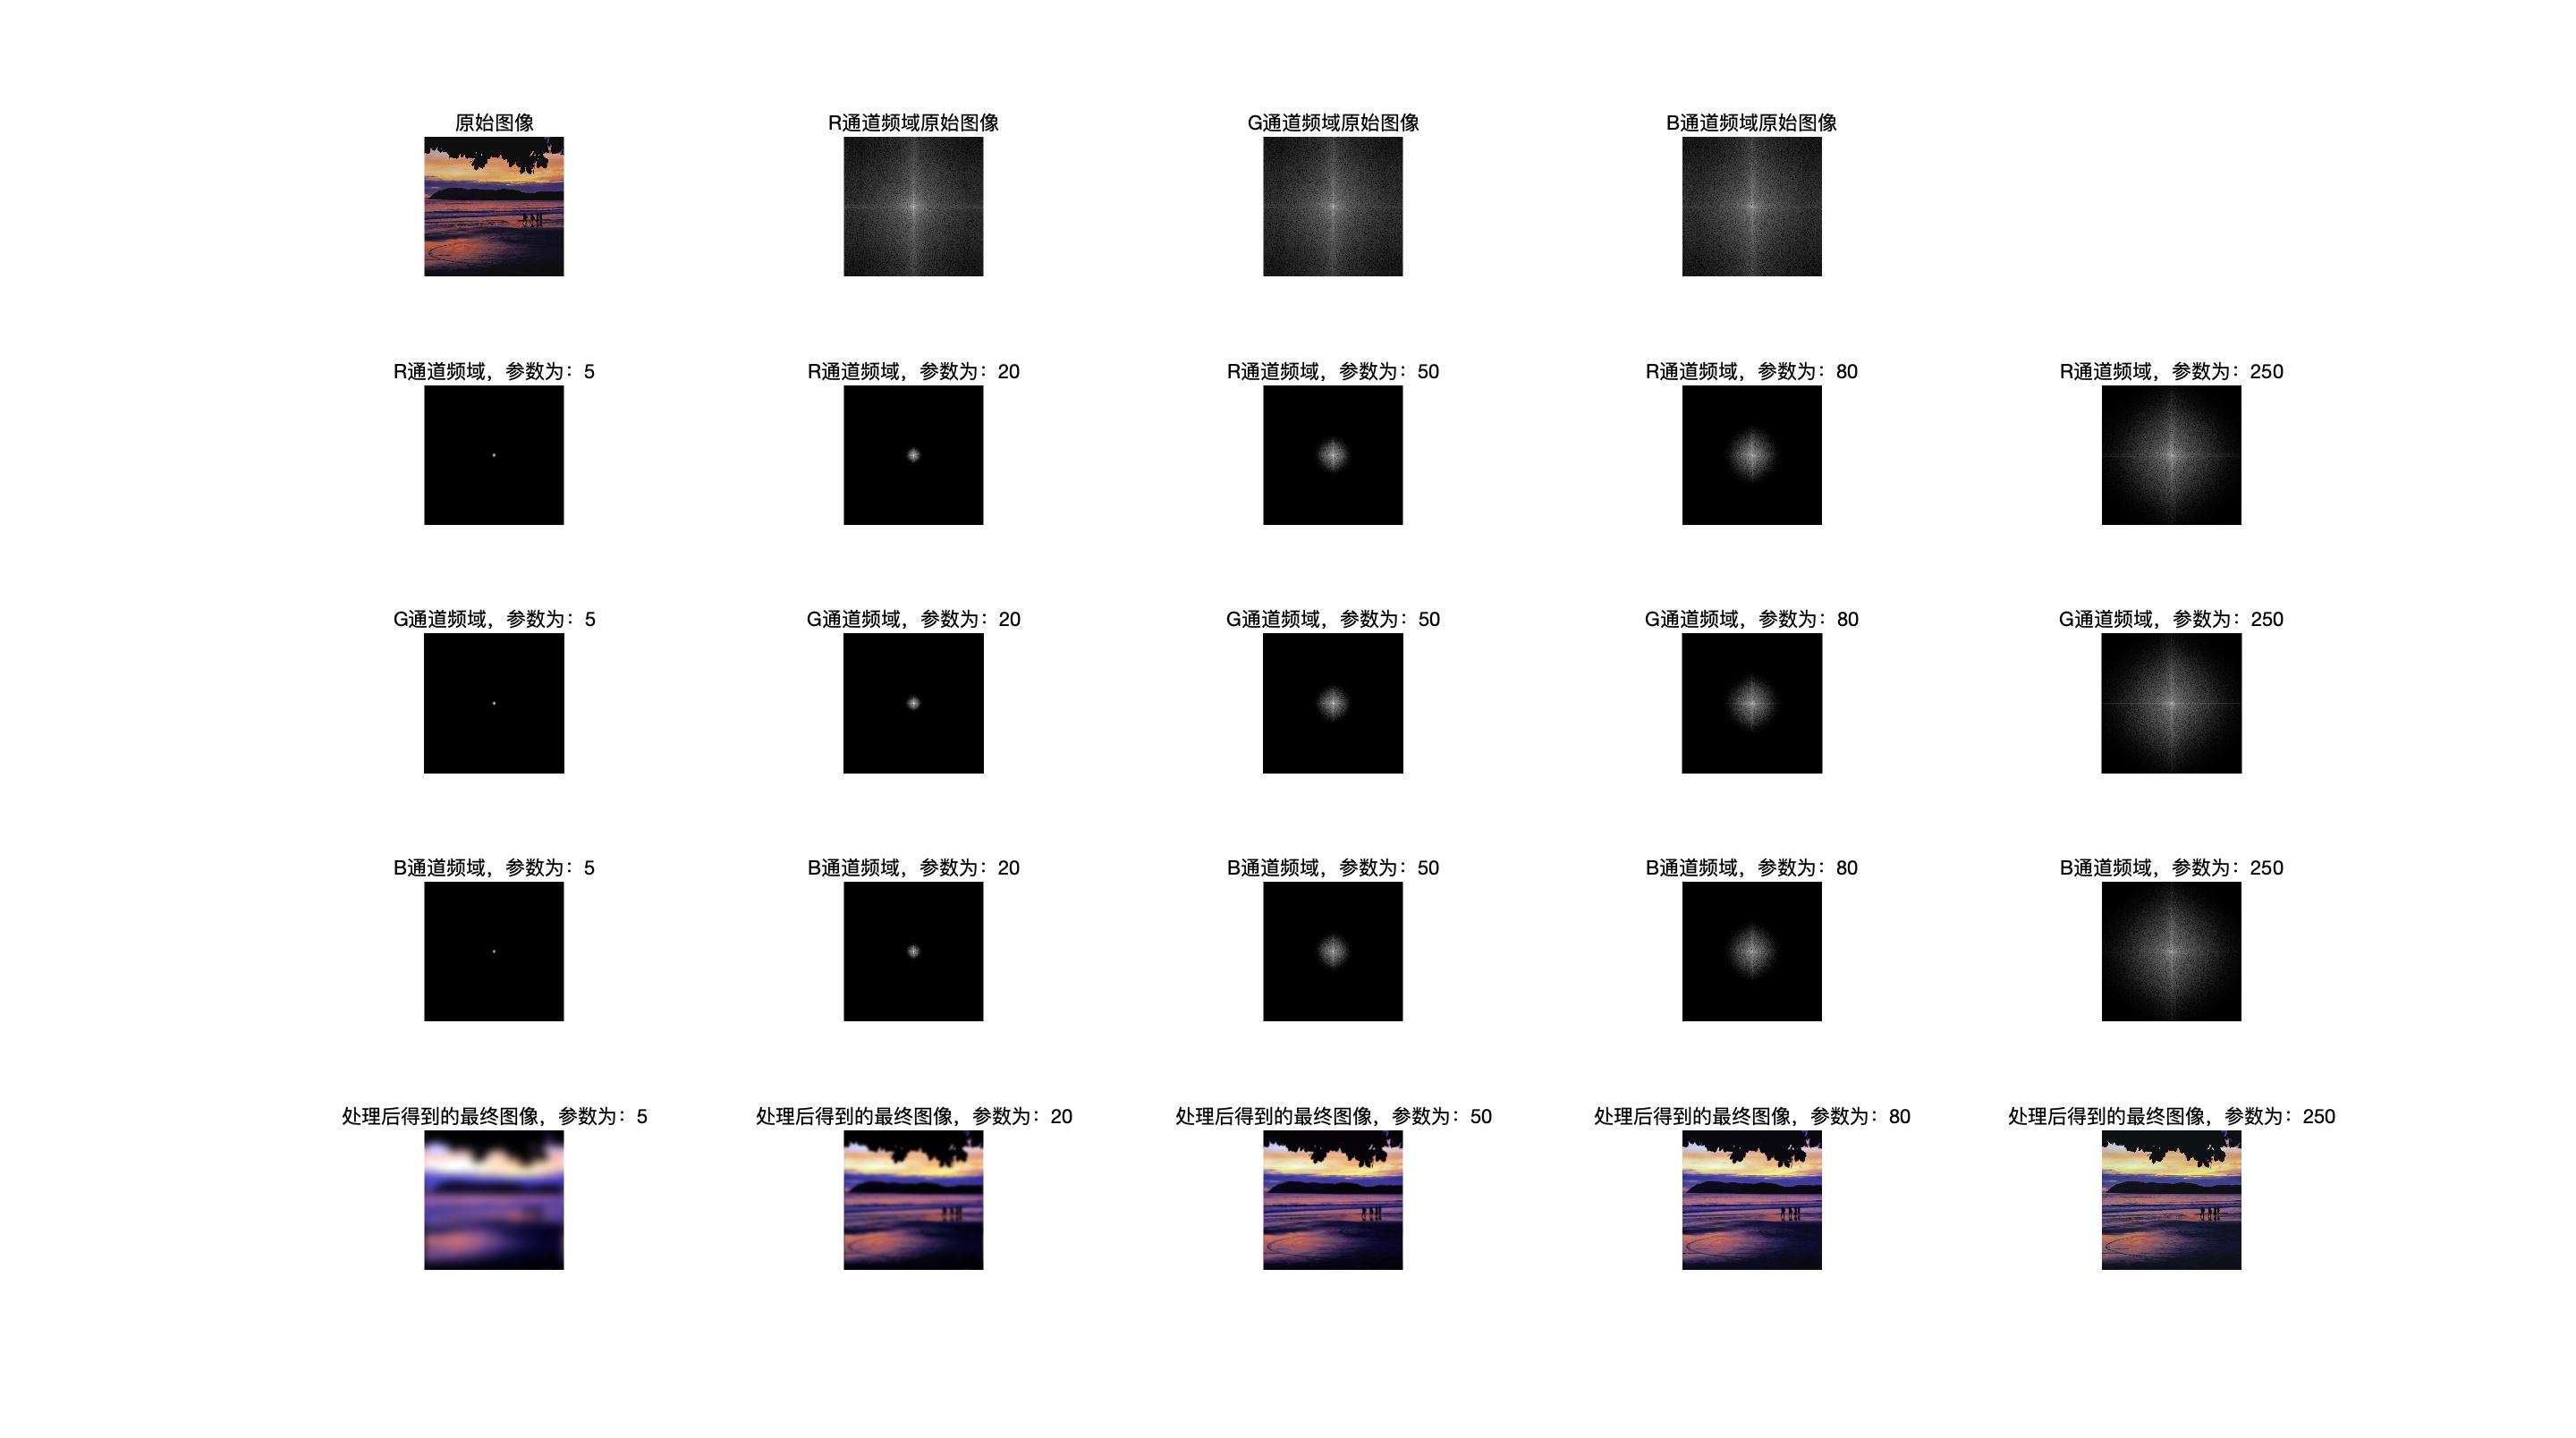 原始图像
R通道频域原始图像
G通道频域原始图像
B通道频域原始图像
R通道频域，参数为：5
R通道频域，参数为：20
R通道频域，参数为：50
R通道频域，参数为：80
R通道频域，参数为：250
G通道频域，参数为：5
G通道频域，参数为：20
G通道频域，参数为：50
G通道频域，参数为：80
G通道频域，参数为：250
B通道频域，参数为：5
B通道频域，参数为：20
B通道频域，参数为：50
B通道频域，参数为：80
B通道频域，参数为：250
处理后得到的最终图像，参数为：5
处理后得到的最终图像，参数为：20
处理后得到的最终图像，参数为：50
处理后得到的最终图像，参数为：80
处理后得到的最终图像，参数为：250